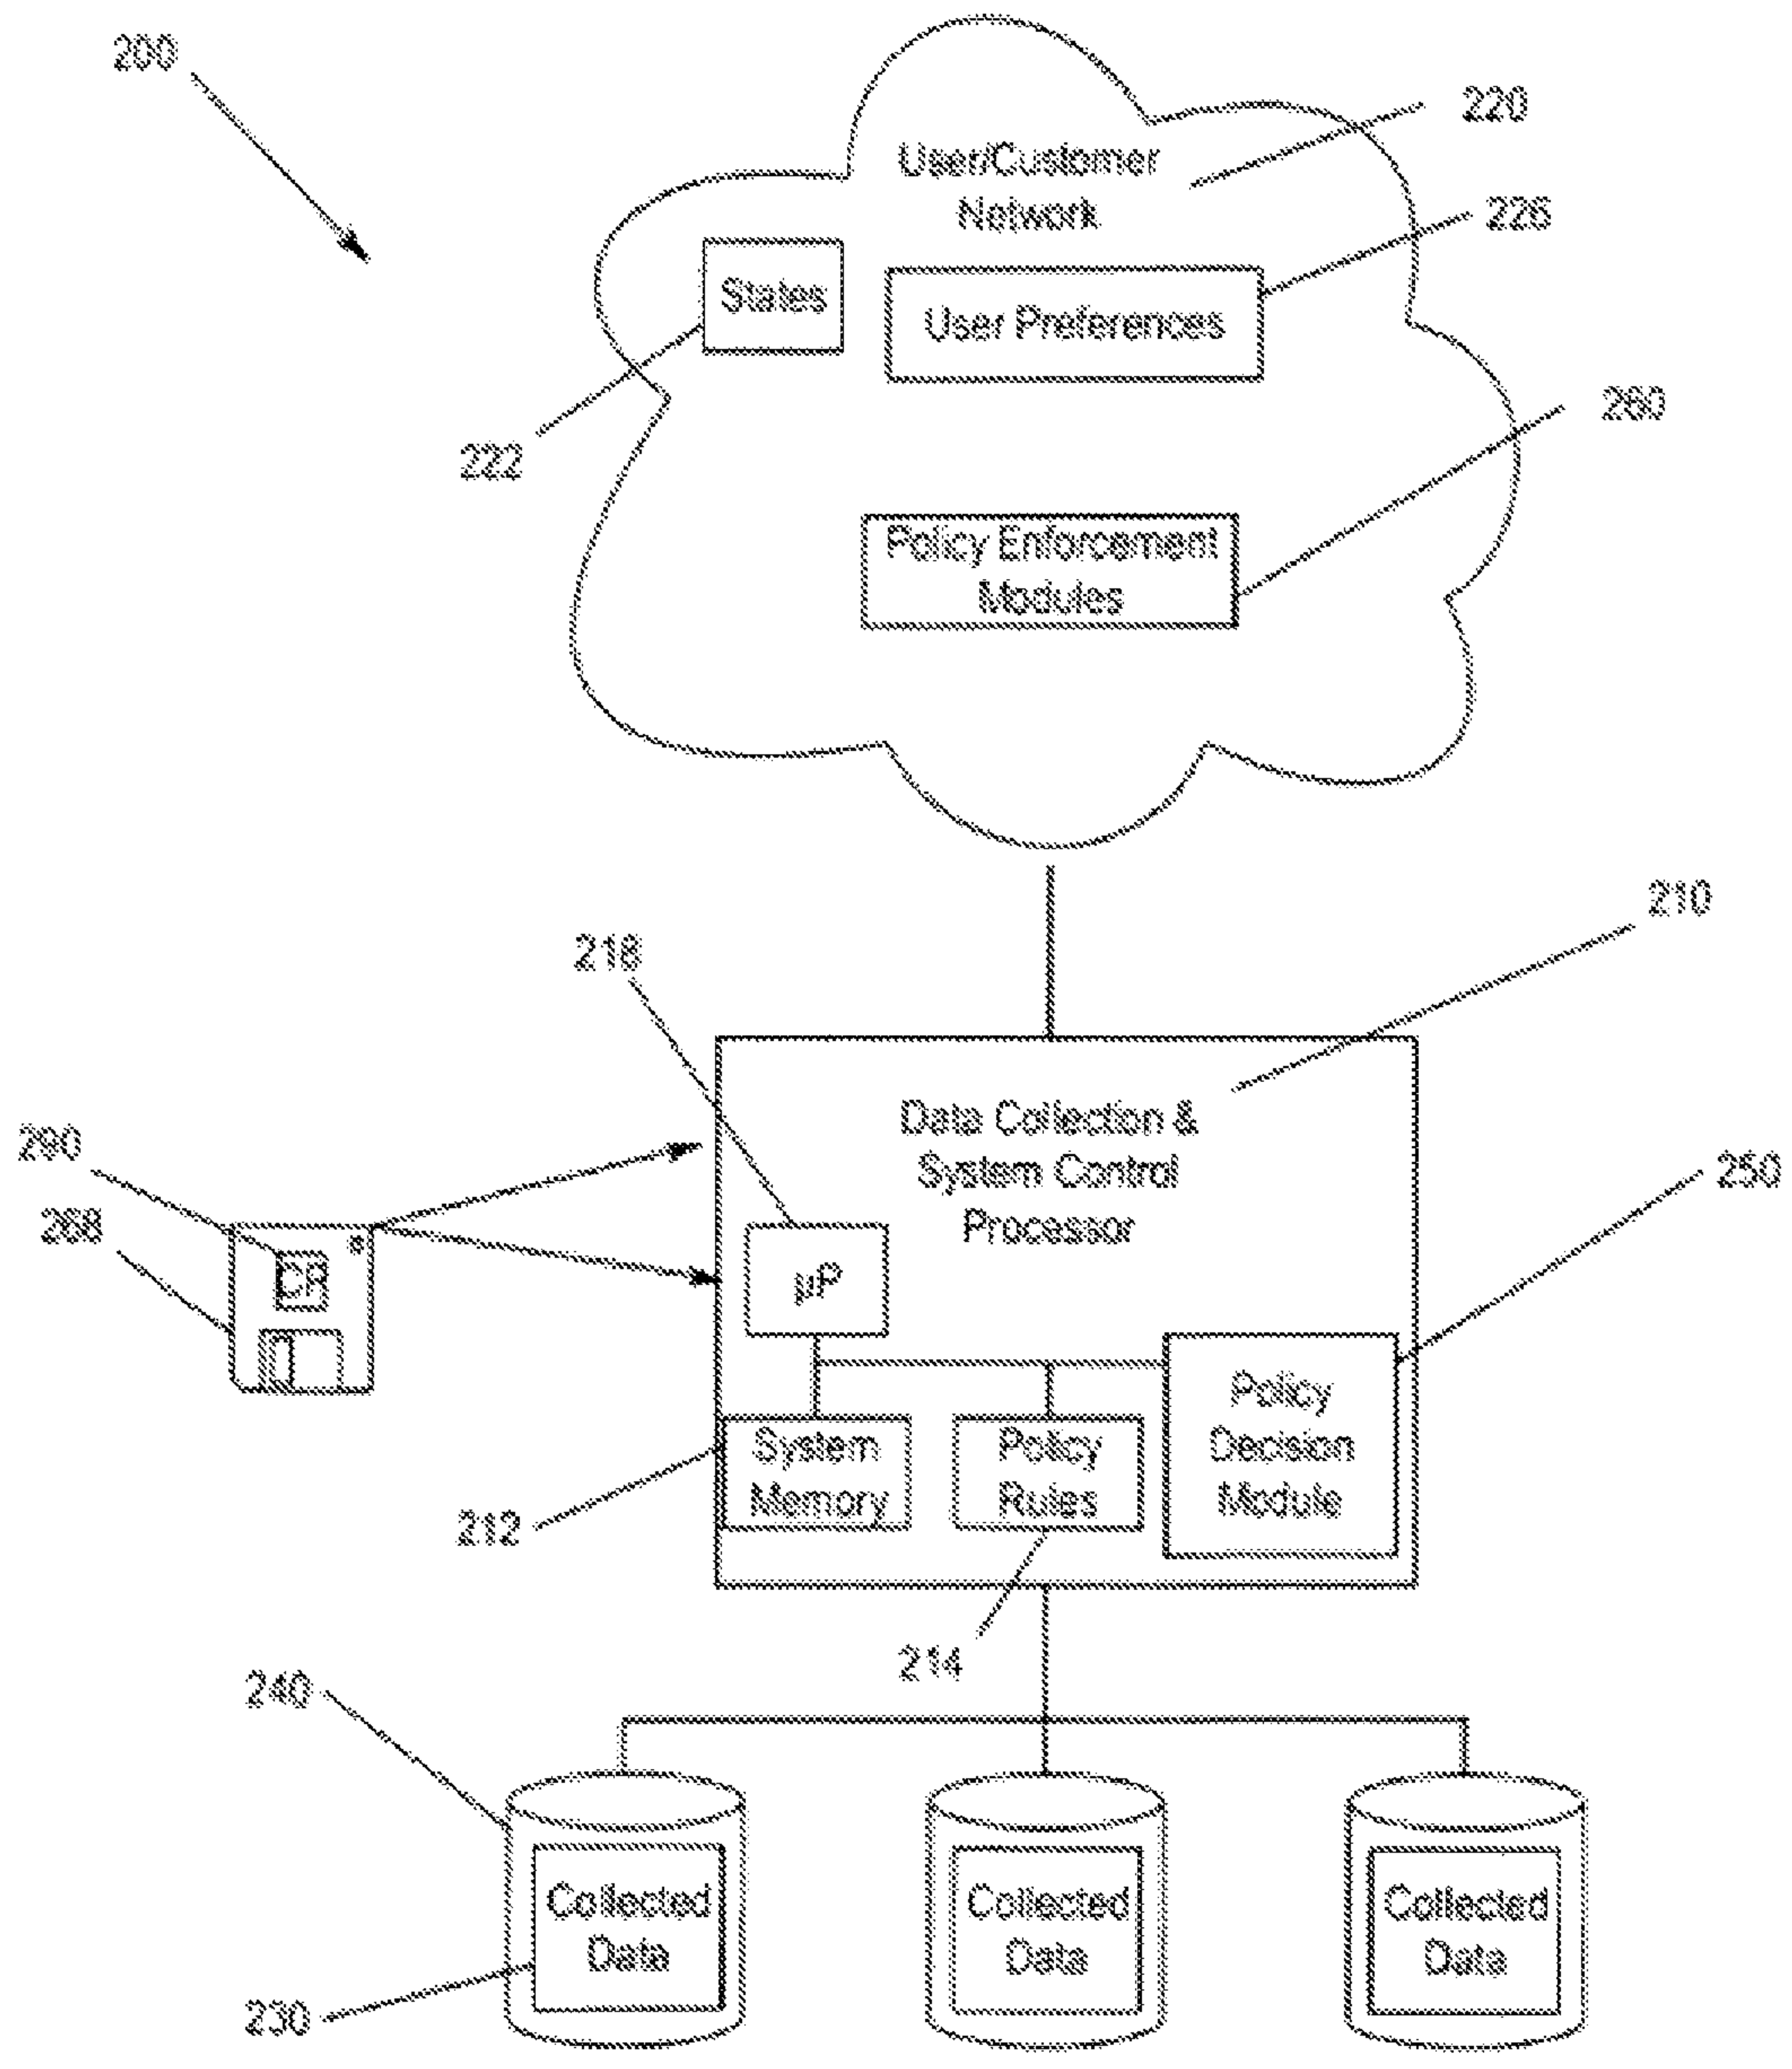 200
220
User/Customer
Network
226
States
User Preferences
260
222
Policy Enforcement
Modules
210
218
Data Collection &
System Control
Processor
290
250
268
CP
µP
Policy
Decision
Module
System
Memory
Policy
Rules
212
214
240
Collected
Data
Collected
Data
Collected
Data
230